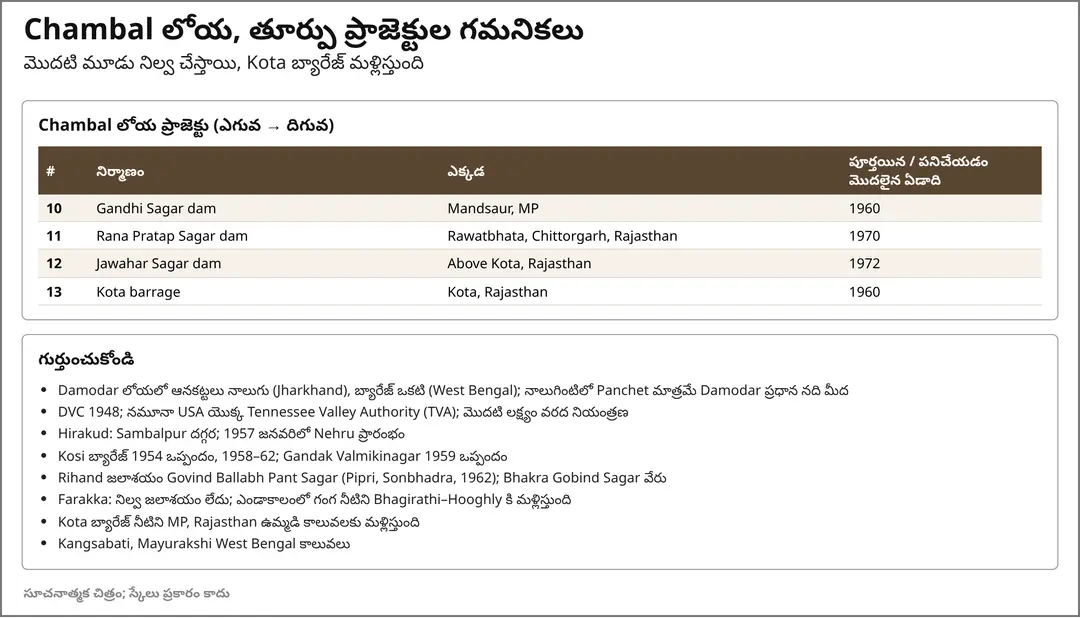 Chambal లోయ, తూర్పు ప్రాజెక్టుల గమనికలు
మొదటి మూడు నిల్వ చేస్తాయి, Kota బ్యారేజ్ మళ్లిస్తుంది
Chambal లోయ ప్రాజెక్టు (ఎగువ → దిగువ)
# నిర్మాణం ఎక్కడ పూర్తయిన / పనిచేయడం మొదలైన ఏడాది
10 Gandhi Sagar dam Mandsaur, MP 1960
11 Rana Pratap Sagar dam Rawatbhata, Chittorgarh, Rajasthan 1970
12 Jawahar Sagar dam Above Kota, Rajasthan 1972
13 Kota barrage Kota, Rajasthan 1960
గుర్తుంచుకోండి
• Damodar లోయలో ఆనకట్టలు నాలుగు (Jharkhand), బ్యారేజ్ ఒకటి (West Bengal); నాలుగింటిలో Panchet మాత్రమే Damodar ప్రధాన నది మీద
• DVC 1948; నమూనా USA యొక్క Tennessee Valley Authority (TVA); మొదటి లక్ష్యం వరద నియంత్రణ
• Hirakud: Sambalpur దగ్గర; 1957 జనవరిలో Nehru ప్రారంభం
• Kosi బ్యారేజ్ 1954 ఒప్పందం, 1958–62; Gandak Valmikinagar 1959 ఒప్పందం
• Rihand జలాశయం Govind Ballabh Pant Sagar (Pipri, Sonbhadra, 1962); Bhakra Gobind Sagar వేరు
• Farakka: నిల్వ జలాశయం లేదు; ఎండాకాలంలో గంగ నీటిని Bhagirathi–Hooghly కి మళ్లిస్తుంది
• Kota బ్యారేజ్ నీటిని MP, Rajasthan ఉమ్మడి కాలువలకు మళ్లిస్తుంది
• Kangsabati, Mayurakshi West Bengal కాలువలు
సూచనాత్మక చిత్రం; స్కేలు ప్రకారం కాదు